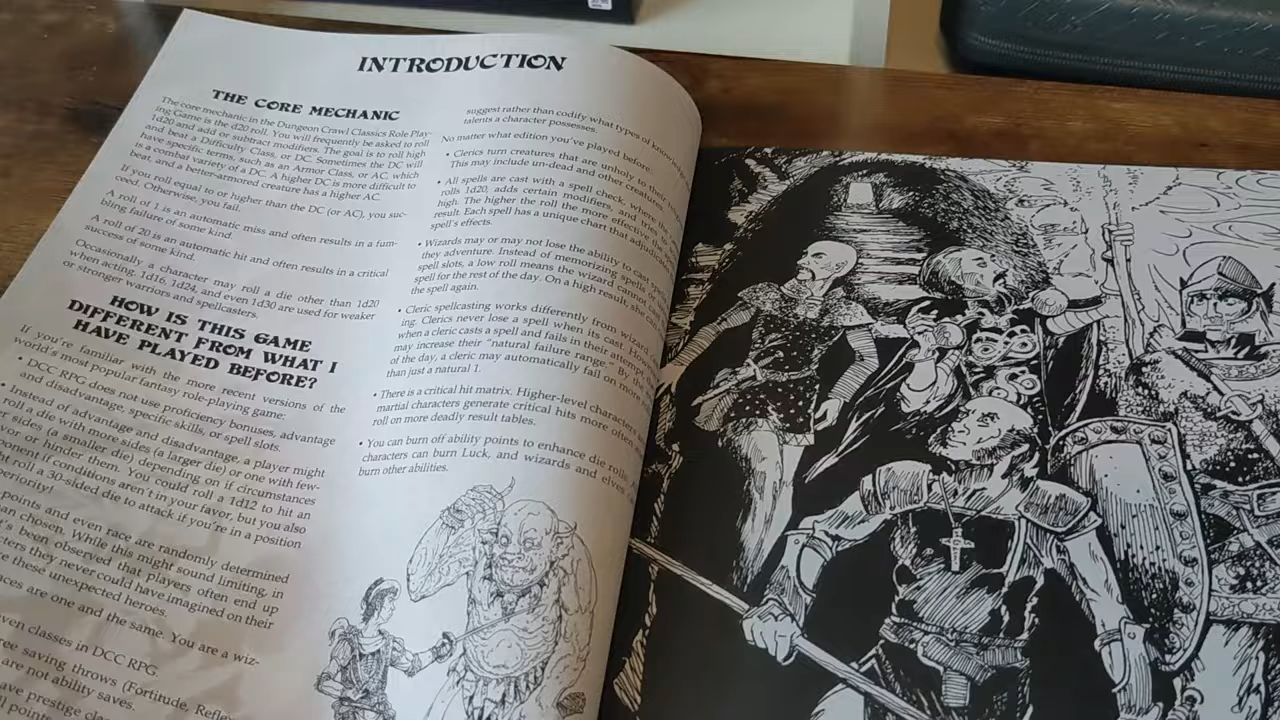 INTRODUCTION
THE CORE MECHANIC
The core mechanic in the Dungeon Crawl Classics Role Play-
ing Game is the d20 roll. You will frequently be asked to roll
1d20 and add or subtract modifiers. The goal is to roll high
and beat a Difficulty Class, or DC. Sometimes the DC will
have specific terms, such as an Armor Class, or AC, which
is a combat variety of a DC. A higher DC is more difficult to
beat, and a better-armored creature has a higher AC.
If you roll equal to or higher than the DC (or AC), you suc-
ceed. Otherwise, you fail.
A roll of 1 is an automatic miss and often results in a fum-
bling failure of some kind.
A roll of 20 is an automatic hit and often results in a critical
success of some kind.
Occasionally a character may roll a die other than 1d20
when acting. 1d16, 1d24, and even 1d30 are used for weaker
or stronger warriors and spellcasters.
HOW IS THIS GAME
DIFFERENT FROM WHAT I
HAVE PLAYED BEFORE?
If you're familiar with the more recent versions of the
world's most popular fantasy role-playing game:
• DCC RPG does not use proficiency bonuses, advantage
and disadvantage, specific skills, or spell slots.
• Instead of advantage and disadvantage, a player might
roll a die with more sides (a larger die) or one with few-
er sides (a smaller die) depending on if circumstances
or hinder them. You could roll a 1d12 to hit an
if conditions aren't in your favor, but you also
roll a 30-sided die to attack if you're in a position
points and even race are randomly determined
chosen. While this might sound limiting, in
been observed that players often end up
they never could have imagined on their
these unexpected heroes.
are one and the same. You are a wiz-
classes in DCC RPG.
saving throws (Fortitude,
are not ability saves.
prestige
suggest rather than codify what types of
talents a character possesses.
No matter what edition you've played before:
• Clerics turn creatures that are unholy to their
This may include un-dead and other creatures.
• All spells are cast with a spell check, where the
rolls 1d20, adds certain modifiers, and tries to
high. The higher the roll the more effective the
result. Each spell has a unique chart that
spell's effects.
• Wizards may or may not lose the ability to cast
they adventure. Instead of memorizing spells or
spell slots, a low roll means the wizard cannot
spell for the rest of the day. On a high result,
the spell again.
• Cleric spellcasting works differently from wizard
ing. Clerics never lose a spell when its cast.
when a cleric casts a spell and fails in their attempt
may increase their "natural failure range." By the
of the day, a cleric may automatically fail on more
than just a natural 1.
• There is a critical hit matrix. Higher-level characters
martial characters generate critical hits more often
roll on more deadly result tables.
• You can burn off ability points to enhance die rolls.
characters can burn Luck, and wizards and elves
burn other abilities.